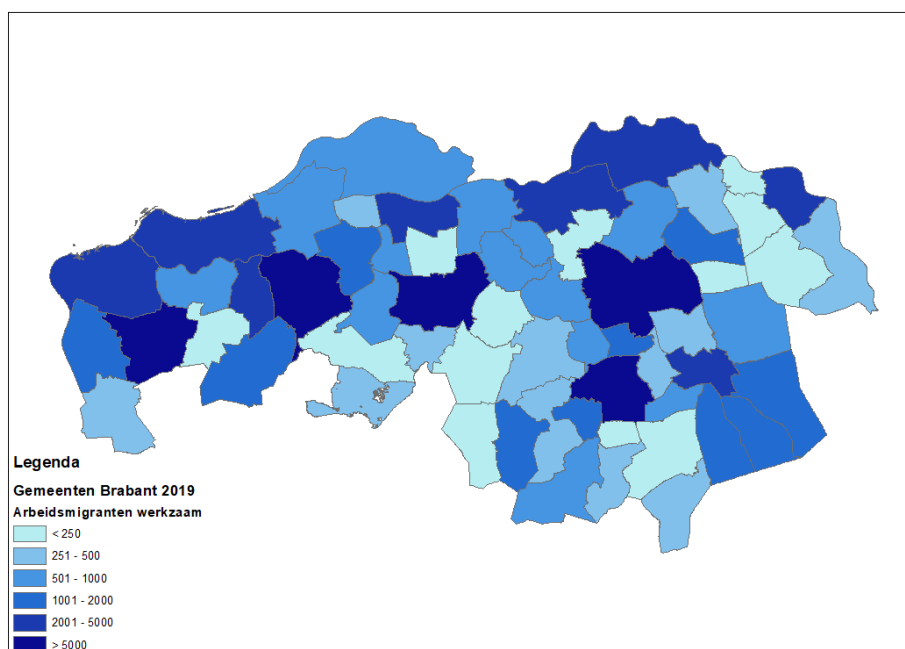 Legenda
Gemeenten Brabant 2019
Arbeidsmigranten werkzaam
< 250
251 - 500
501 - 1000
1001 - 2000
2001 - 5000
> 5000